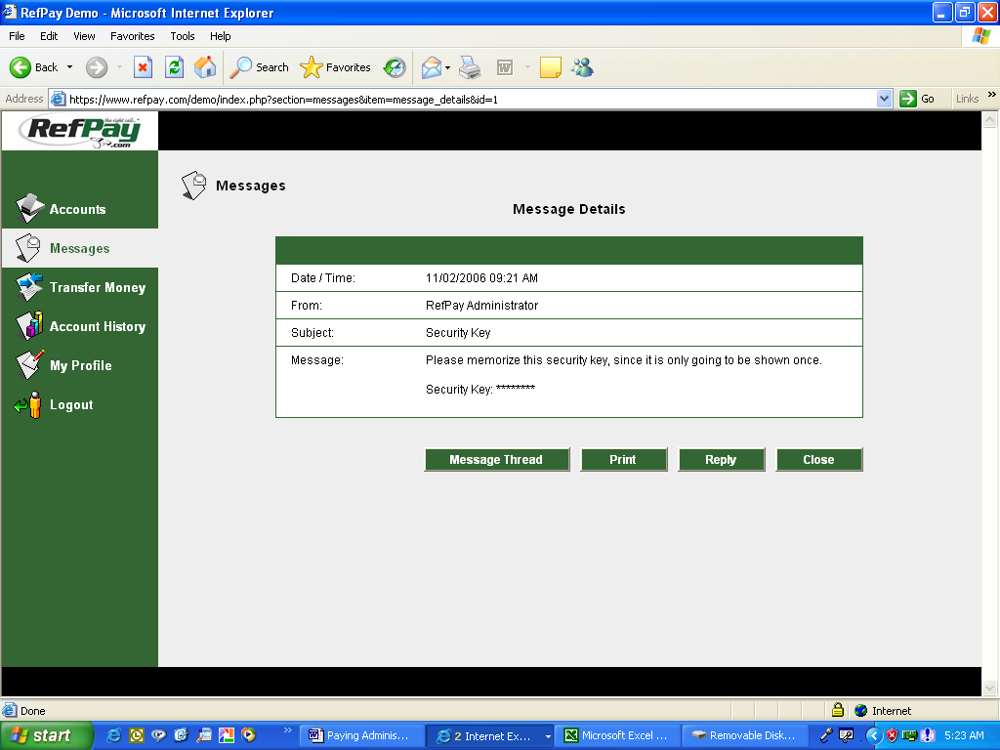 RefPay Demo - Microsoft Internet Explorer
File Edit View Favorites Tools Help
Back Search Favorites
Address https://www.refpay.com/demo/index.php?section=messages&item=message_details&id=1 Go Links »
the right call.™
RefPay
.com
Messages
Message Details
Accounts
Messages
Transfer Money
Account History
My Profile
Logout
Date / Time: 11/02/2006 09:21 AM
From: RefPay Administrator
Subject: Security Key
Message: Please memorize this security key, since it is only going to be shown once.
Security Key: ********
Message Thread Print Reply Close
Done Internet
start » Paying Adminis... 2 Internet Ex... Microsoft Excel ... Removable Disk... 5:23 AM